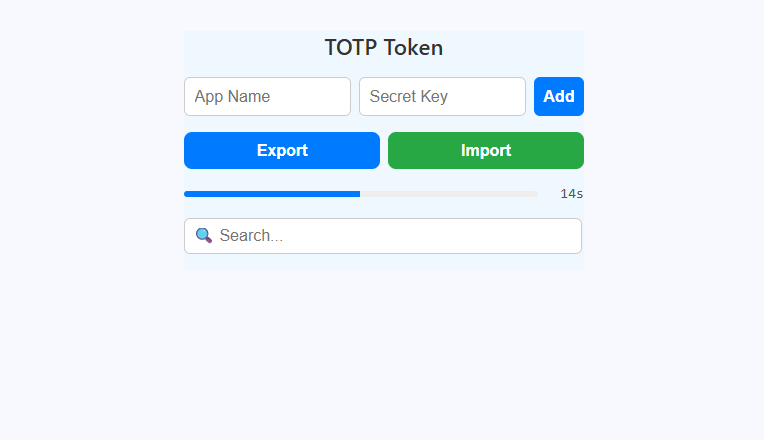 TOTP Token
App Name Secret Key Add
Export Import
14s
🔍 Search...